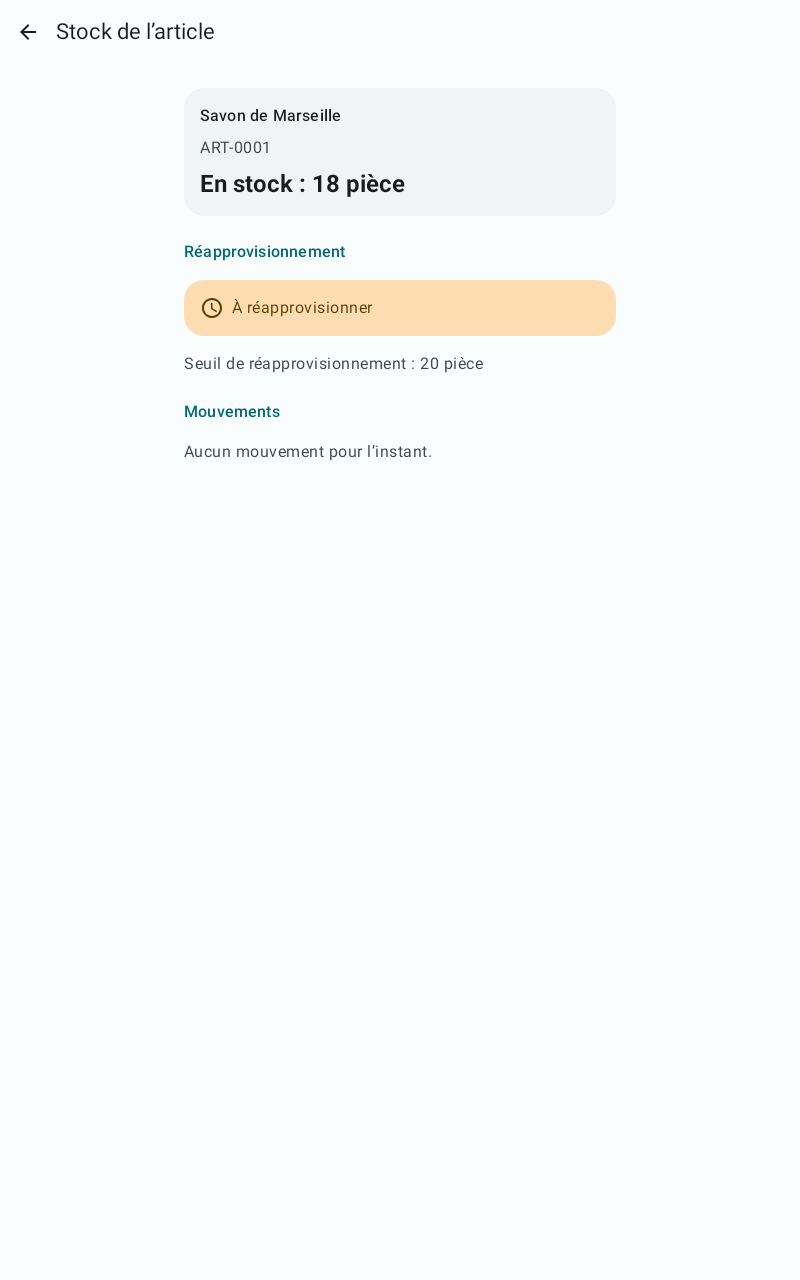 Stock de l’article
Savon de Marseille
ART-0001
En stock : 18 pièce
Réapprovisionnement
À réapprovisionner
Seuil de réapprovisionnement : 20 pièce
Mouvements
Aucun mouvement pour l’instant.